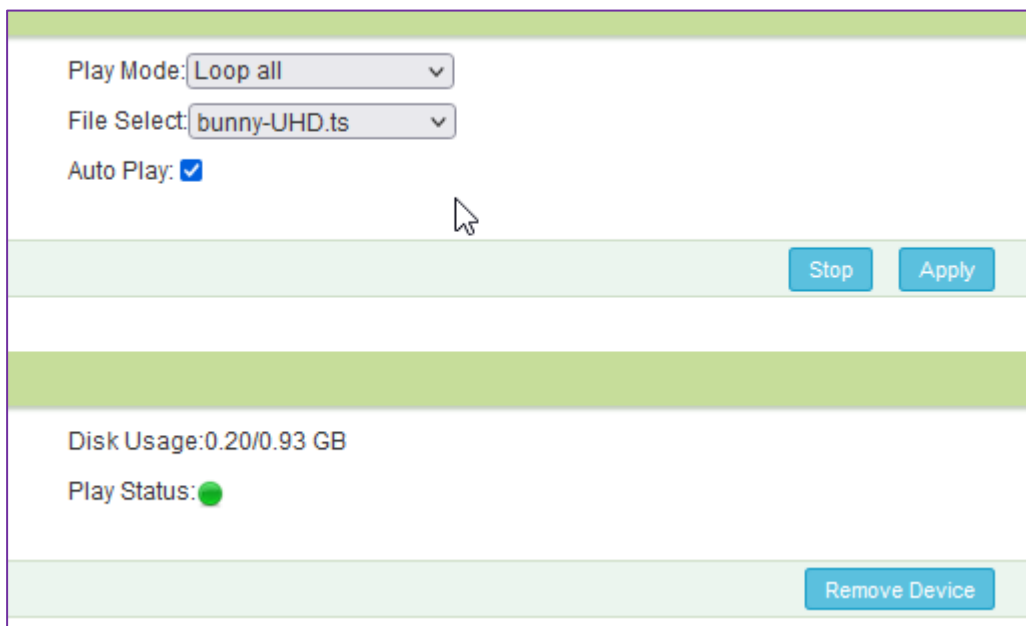 Play Mode: Loop all
File Select: bunny-UHD.ts
Auto Play:
Stop Apply
Disk Usage:0.20/0.93 GB
Play Status:
Remove Device